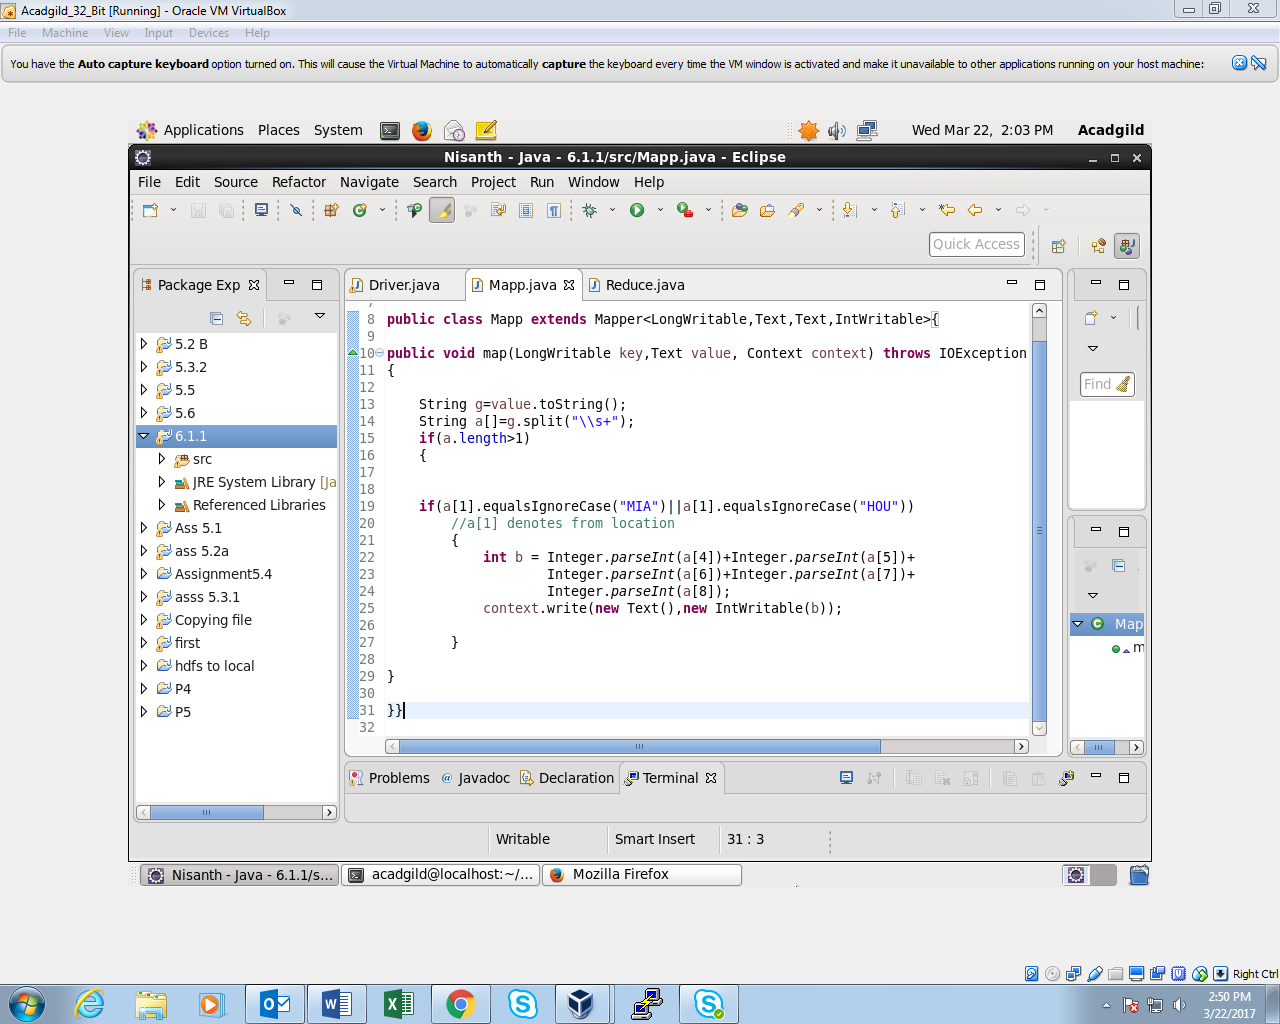 Acadgild_32_Bit [Running] - Oracle VM VirtualBox
File Machine View Input Devices Help
You have the Auto capture keyboard option turned on. This will cause the Virtual Machine to automatically capture the keyboard every time the VM window is activated and make it unavailable to other applications running on your host machine:
Applications Places System Wed Mar 22, 2:03 PM Acadgild
Nisanth - Java - 6.1.1/src/Mapp.java - Eclipse
File Edit Source Refactor Navigate Search Project Run Window Help
Quick Access
Package Exp
Driver.java Mapp.java Reduce.java
5.2 B
5.3.2
5.5
5.6
6.1.1
src
JRE System Library [Ja
Referenced Libraries
Ass 5.1
ass 5.2a
Assignment5.4
asss 5.3.1
Copying file
first
hdfs to local
P4
P5
8 public class Mapp extends Mapper<LongWritable,Text,Text,IntWritable>{
9
10 public void map(LongWritable key,Text value, Context context) throws IOException
11 {
12
13 String g=value.toString();
14 String a[]=g.split("\\s+");
15 if(a.length>1)
16 {
17
18
19 if(a[1].equalsIgnoreCase("MIA")||a[1].equalsIgnoreCase("HOU"))
20 //a[1] denotes from location
21 {
22 int b = Integer.parseInt(a[4])+Integer.parseInt(a[5])+
23 Integer.parseInt(a[6])+Integer.parseInt(a[7])+
24 Integer.parseInt(a[8]);
25 context.write(new Text(),new IntWritable(b));
26
27 }
28
29 }
30
31 }}
32
Find
Map
m
Problems Javadoc Declaration Terminal
Writable Smart Insert 31 : 3
Nisanth - Java - 6.1.1/s... acadgild@localhost:~/... Mozilla Firefox
Right Ctrl
2:50 PM
3/22/2017